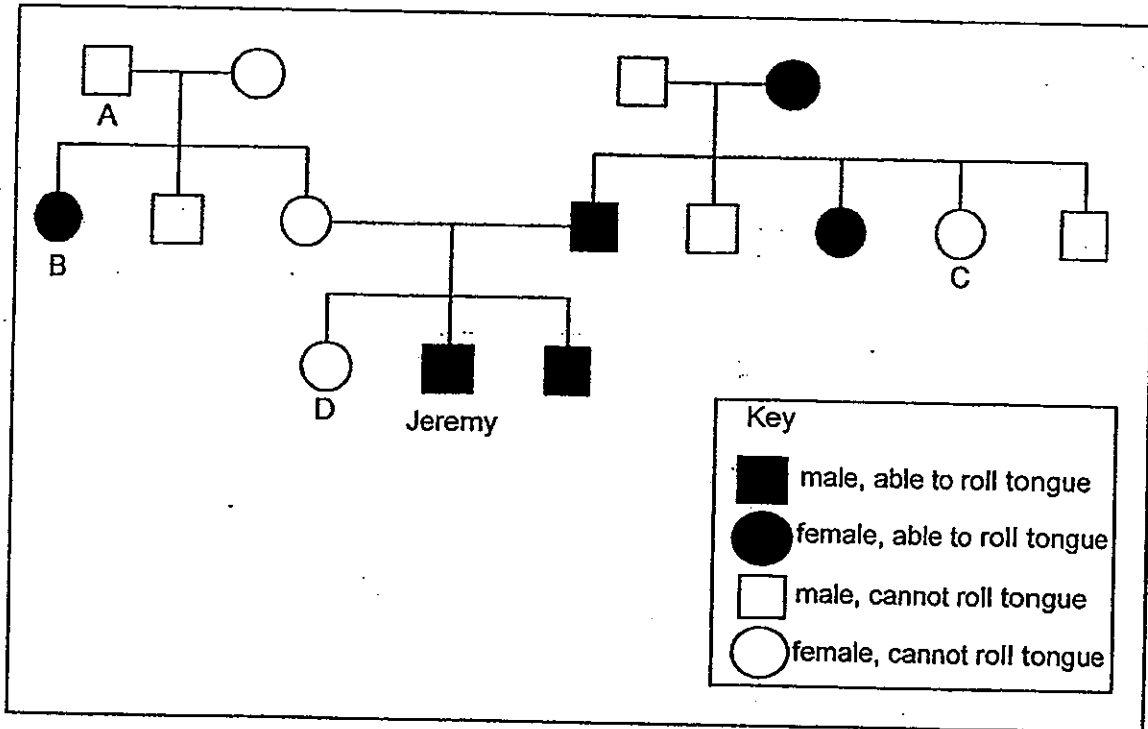 A
B
C
D
Jeremy
Key
male, able to roll tongue
female, able to roll tongue
male, cannot roll tongue
female, cannot roll tongue